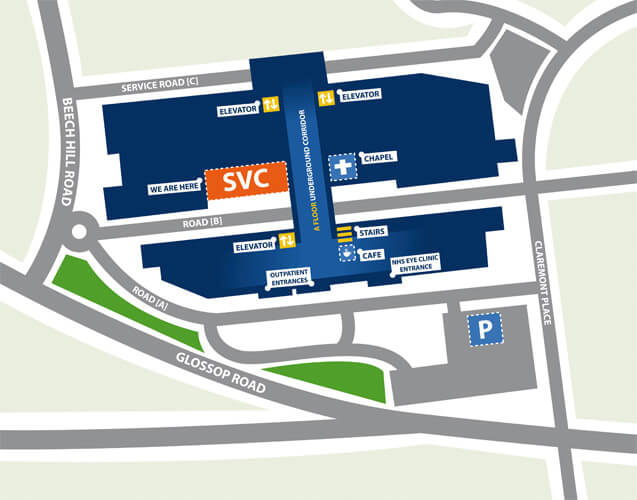 SERVICE ROAD [C]
BEECH HILL ROAD
ELEVATOR
ELEVATOR
A FLOOR UNDERGROUND CORRIDOR
CHAPEL
WE ARE HERE
SVC
ROAD [B]
STAIRS
ELEVATOR
CAFE
OUTPATIENT
ENTRANCES
NHS EYE CLINIC
ENTRANCE
CLAREMONT PLACE
ROAD [A]
P
GLOSSOP ROAD